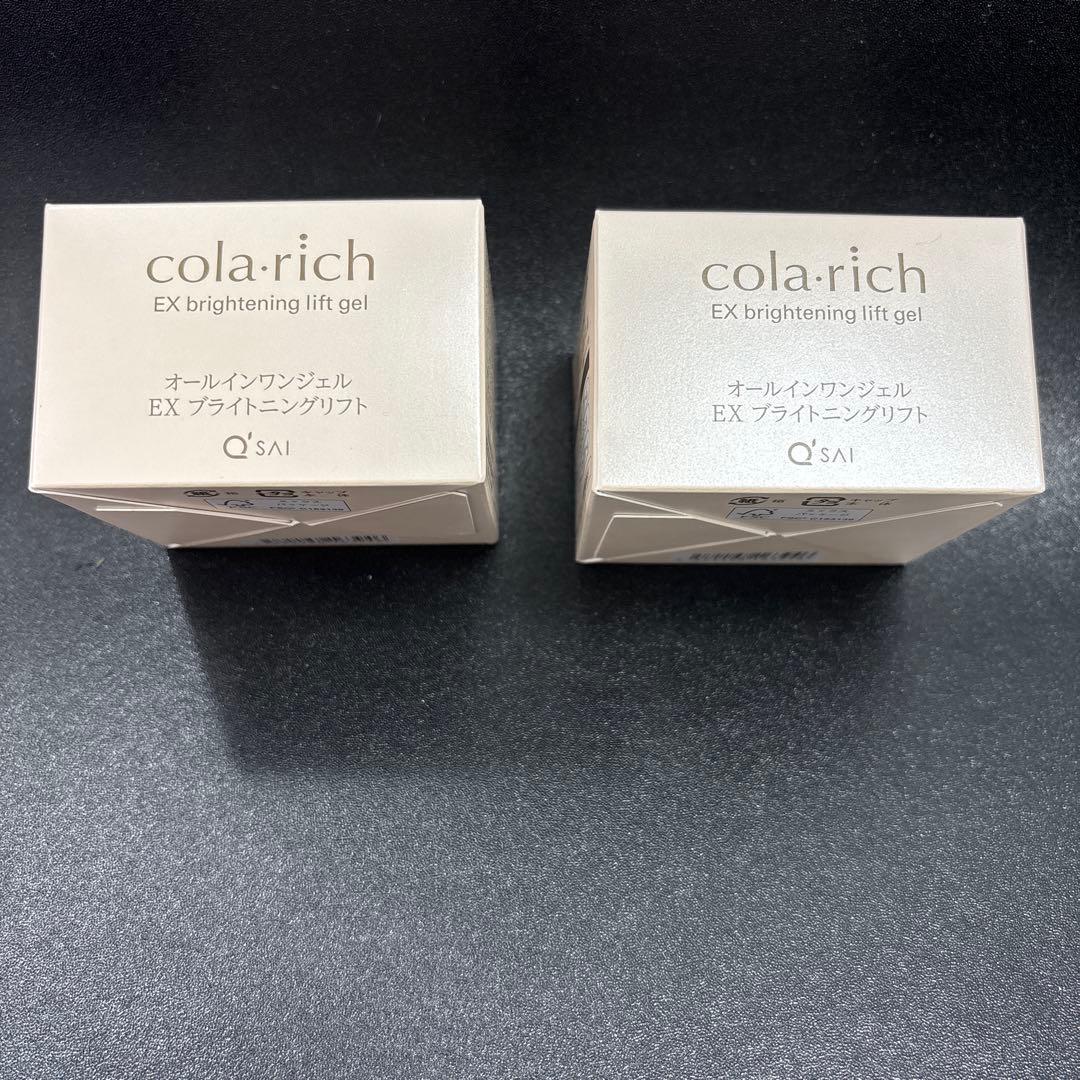 cola·rich
EX brightening lift gel
オールインワンジェル
EX ブライトニングリフト
Q'SAI
cola·rich
EX brightening lift gel
オールインワンジェル
EX ブライトニングリフト
Q'SAI